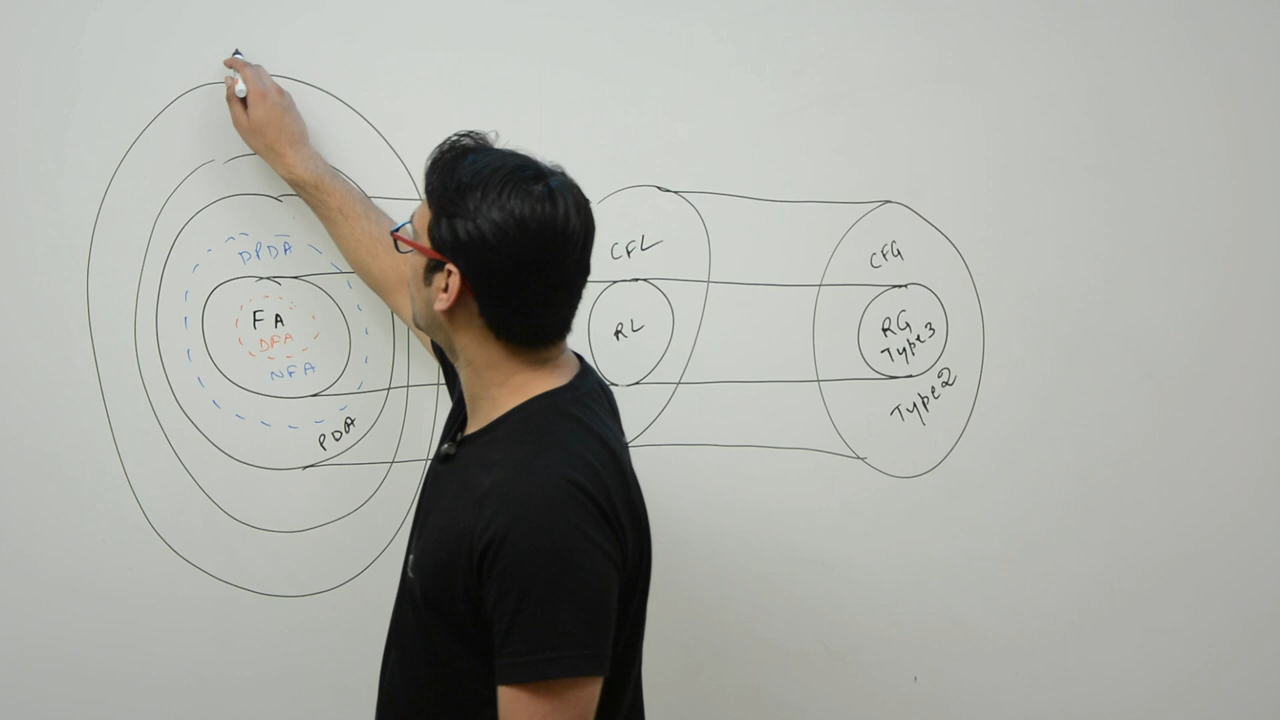 DPDA
FA
DFA
NFA
PDA
CFL
RL
CFG
RG
Type3
Type2